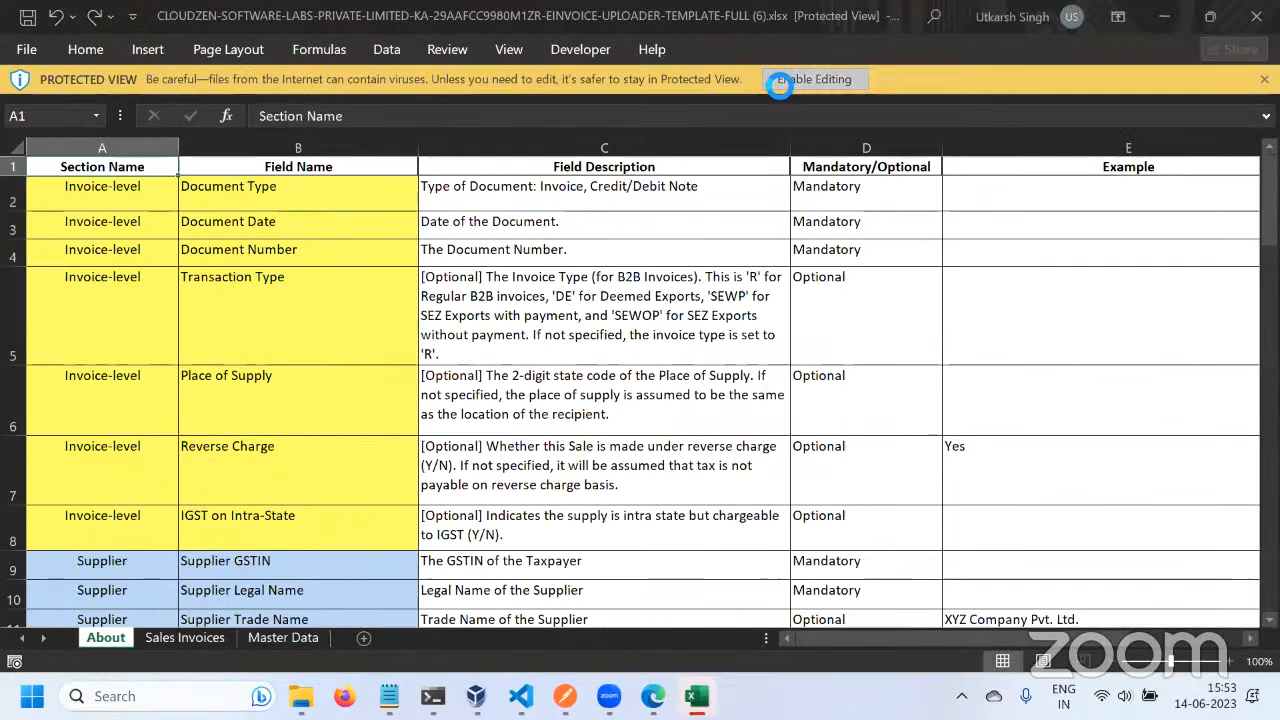 CLOUDZEN-SOFTWARE-LABS-PRIVATE-LIMITED-KA-29AAFCC9980M1ZR-EINVOICE-UPLOADER-TEMPLATE-FULL (6).xlsx [Protected View] -... Utkarsh Singh US
File Home Insert Page Layout Formulas Data Review View Developer Help Share
PROTECTED VIEW Be careful—files from the Internet can contain viruses. Unless you need to edit, it's safer to stay in Protected View. Enable Editing
A1 fx Section Name
A B C D E
1 Section Name Field Name Field Description Mandatory/Optional Example
2 Invoice-level Document Type Type of Document: Invoice, Credit/Debit Note Mandatory
3 Invoice-level Document Date Date of the Document. Mandatory
4 Invoice-level Document Number The Document Number. Mandatory
5 Invoice-level Transaction Type [Optional] The Invoice Type (for B2B Invoices). This is 'R' for Optional
Regular B2B invoices, 'DE' for Deemed Exports, 'SEWP' for
SEZ Exports with payment, and 'SEWOP' for SEZ Exports
without payment. If not specified, the invoice type is set to
'R'.
6 Invoice-level Place of Supply [Optional] The 2-digit state code of the Place of Supply. If Optional
not specified, the place of supply is assumed to be the same
as the location of the recipient.
7 Invoice-level Reverse Charge [Optional] Whether this Sale is made under reverse charge Optional Yes
(Y/N). If not specified, it will be assumed that tax is not
payable on reverse charge basis.
8 Invoice-level IGST on Intra-State [Optional] Indicates the supply is intra state but chargeable Optional
to IGST (Y/N).
9 Supplier Supplier GSTIN The GSTIN of the Taxpayer Mandatory
10 Supplier Supplier Legal Name Legal Name of the Supplier Mandatory
Supplier Supplier Trade Name Trade Name of the Supplier Optional XYZ Company Pvt. Ltd.
About Sales Invoices Master Data
zoom
100%
Search zoom ENG 15:53
IN 14-06-2023